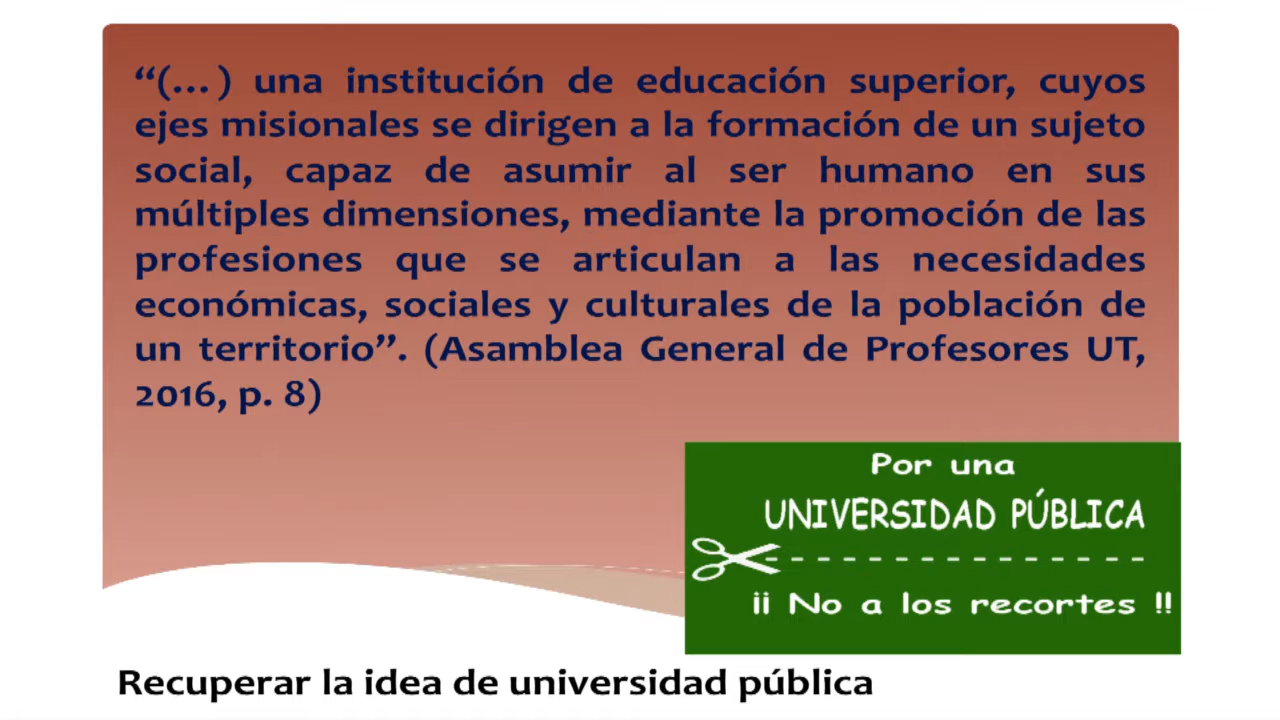 “(...) una institución de educación superior, cuyos
ejes misionales se dirigen a la formación de un sujeto
social, capaz de asumir al ser humano en sus
múltiples dimensiones, mediante la promoción de las
profesiones que se articulan a las necesidades
económicas, sociales y culturales de la población de
un territorio”. (Asamblea General de Profesores UT,
2016, p. 8)
Por una
UNIVERSIDAD PÚBLICA
¡¡ No a los recortes !!
Recuperar la idea de universidad pública